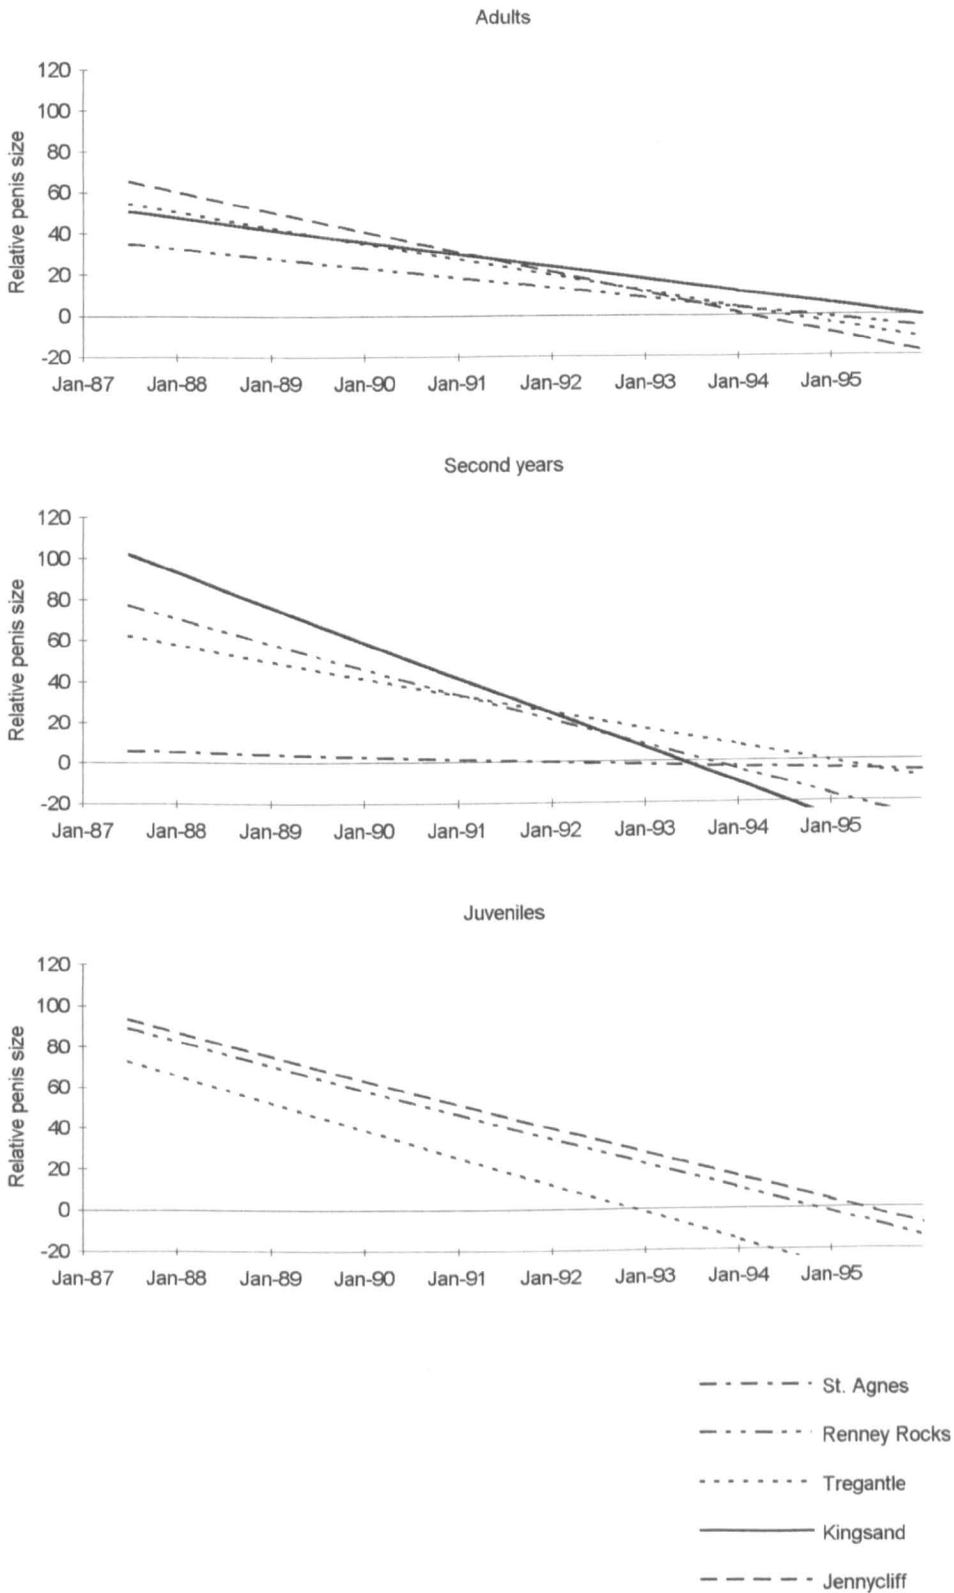 Adults
120
100
80
60
40
20
0
-20
Relative penis size
Jan-87 Jan-88 Jan-89 Jan-90 Jan-91 Jan-92 Jan-93 Jan-94 Jan-95
Second years
120
100
80
60
40
20
0
-20
Relative penis size
Jan-87 Jan-88 Jan-89 Jan-90 Jan-91 Jan-92 Jan-93 Jan-94 Jan-95
Juveniles
120
100
80
60
40
20
0
-20
Relative penis size
Jan-87 Jan-88 Jan-89 Jan-90 Jan-91 Jan-92 Jan-93 Jan-94 Jan-95
St. Agnes
Renney Rocks
Tregantle
Kingsand
Jennycliff